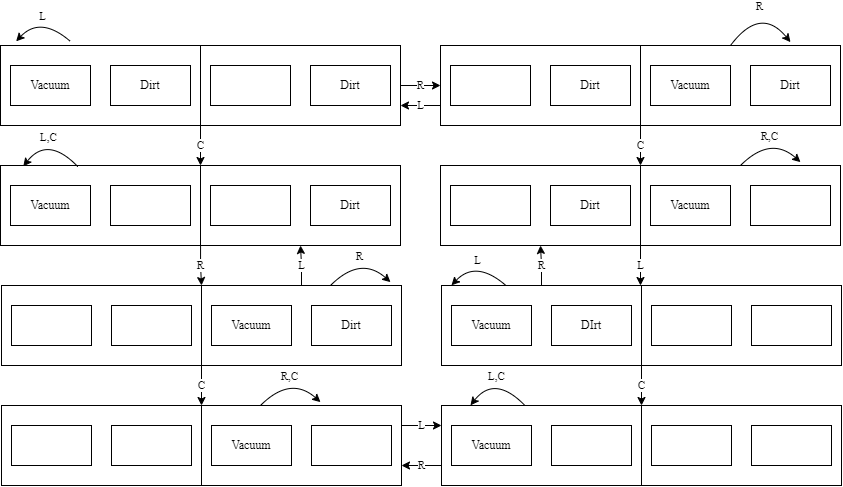 L
R
Vacuum Dirt Dirt R Dirt Vacuum Dirt
L
L,C C C R,C
Vacuum Dirt Dirt Vacuum
R L R L R L
Vacuum Dirt Vacuum DIrt
C R,C L,C C
Vacuum L Vacuum
R